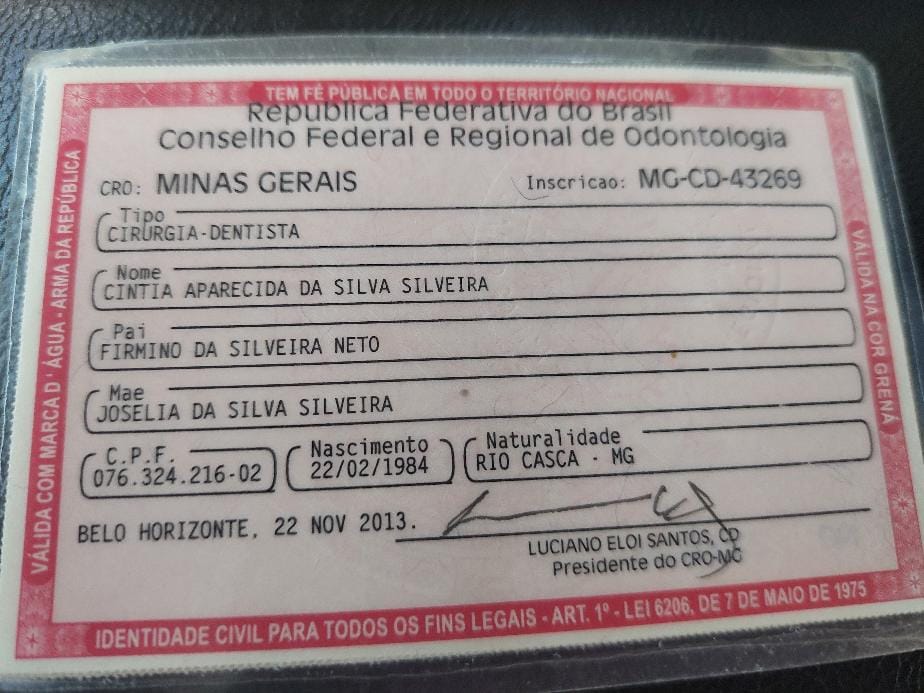 TEM FÉ PÚBLICA EM TODO O TERRITÓRIO NACIONAL
República Federativa do Brasil
Conselho Federal e Regional de Odontologia
CRO: MINAS GERAIS Inscricao: MG-CD-43269
Tipo
CIRURGIA-DENTISTA
Nome
CINTIA APARECIDA DA SILVA SILVEIRA
Pai
FIRMINO DA SILVEIRA NETO
Mae
JOSELIA DA SILVA SILVEIRA
C.P.F. Nascimento Naturalidade
076.324.216-02 22/02/1984 RIO CASCA - MG
BELO HORIZONTE, 22 NOV 2013.
LUCIANO ELOI SANTOS, CD
Presidente do CRO-MG
IDENTIDADE CIVIL PARA TODOS OS FINS LEGAIS - ART. 1º - LEI 6206, DE 7 DE MAIO DE 1975
VÁLIDA COM MARCA D'ÁGUA - ARMA DA REPÚBLICA
VÁLIDA NA COR GRENÁ